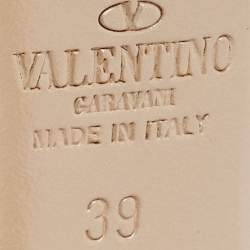 VALENTINO
GARAVANI
MADE IN ITALY
39